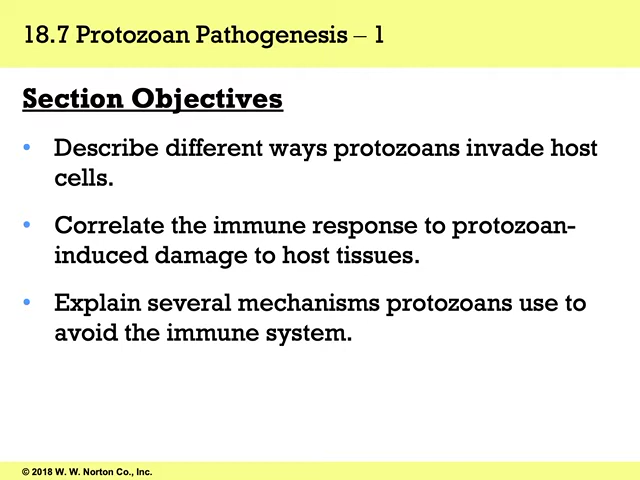 18.7 Protozoan Pathogenesis – 1
Section Objectives
• Describe different ways protozoans invade host
cells.
• Correlate the immune response to protozoan-
induced damage to host tissues.
• Explain several mechanisms protozoans use to
avoid the immune system.
© 2018 W. W. Norton Co., Inc.